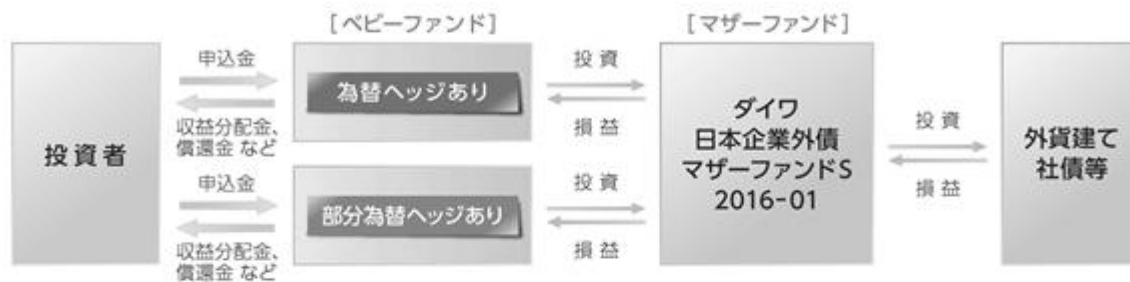 [ベビーファンド]
[マザーファンド]
投資者
申込金
収益分配金、
償還金 など
為替ヘッジあり
投資
損益
申込金
収益分配金、
償還金 など
部分為替ヘッジあり
投資
損益
ダイワ
日本企業外債
マザーファンドS
2016-01
投資
損益
外貨建て
社債等